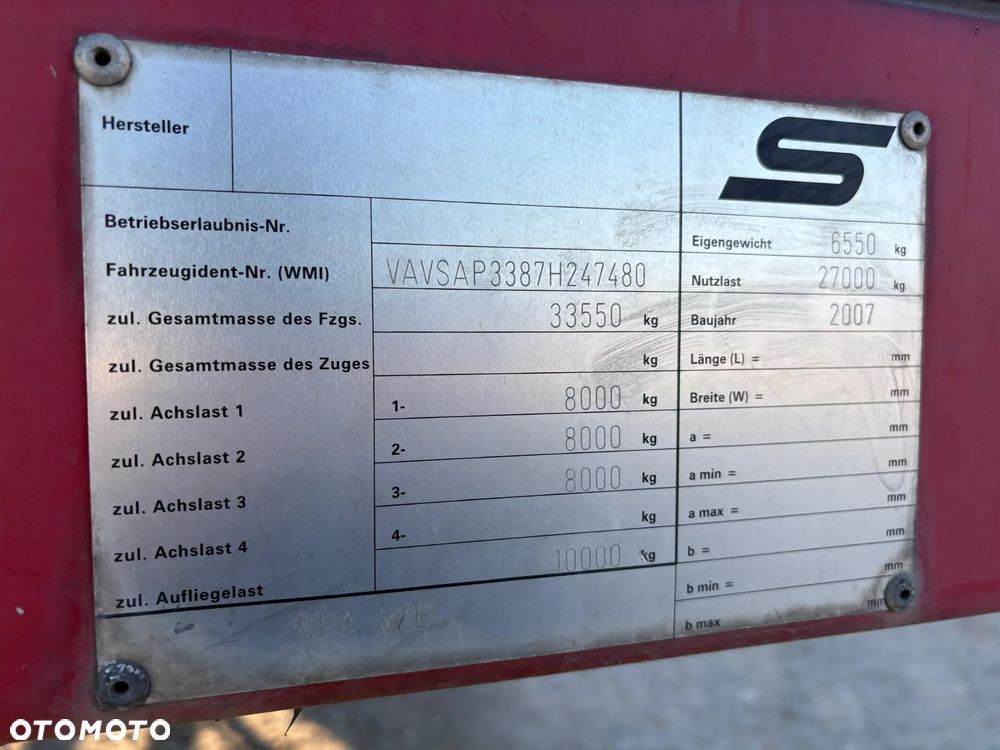 Hersteller
S
Betriebserlaubnis-Nr.
Fahrzeugident-Nr. (WMI) VAVSAP3387H247480
zul. Gesamtmasse des Fzgs. 33550 kg
zul. Gesamtmasse des Zuges kg
zul. Achslast 1 1- 8000 kg
zul. Achslast 2 2- 8000 kg
zul. Achslast 3 3- 8000 kg
zul. Achslast 4 4- kg
zul. Aufliegelast 10000 kg
SPA 3/E
Eigengewicht 6550 kg
Nutzlast 27000 kg
Baujahr 2007
Länge (L) = mm
Breite (W) = mm
a = mm
a min = mm
a max = mm
b = mm
b min = mm
b max mm
OTOMOTO